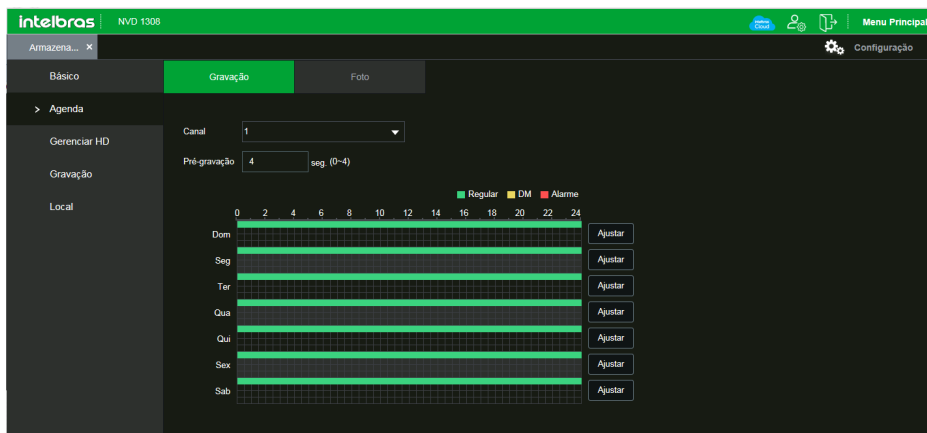 intelbras NVD 1308 Intelbras Cloud Menu Principal
Armazena... × Configuração
Básico
Gravação Foto
> Agenda
Gerenciar HD
Gravação
Local
Canal 1
Pré-gravação 4 seg. (0~4)
Regular DM Alarme
0 2 4 6 8 10 12 14 16 18 20 22 24
Dom Ajustar
Seg Ajustar
Ter Ajustar
Qua Ajustar
Qui Ajustar
Sex Ajustar
Sab Ajustar